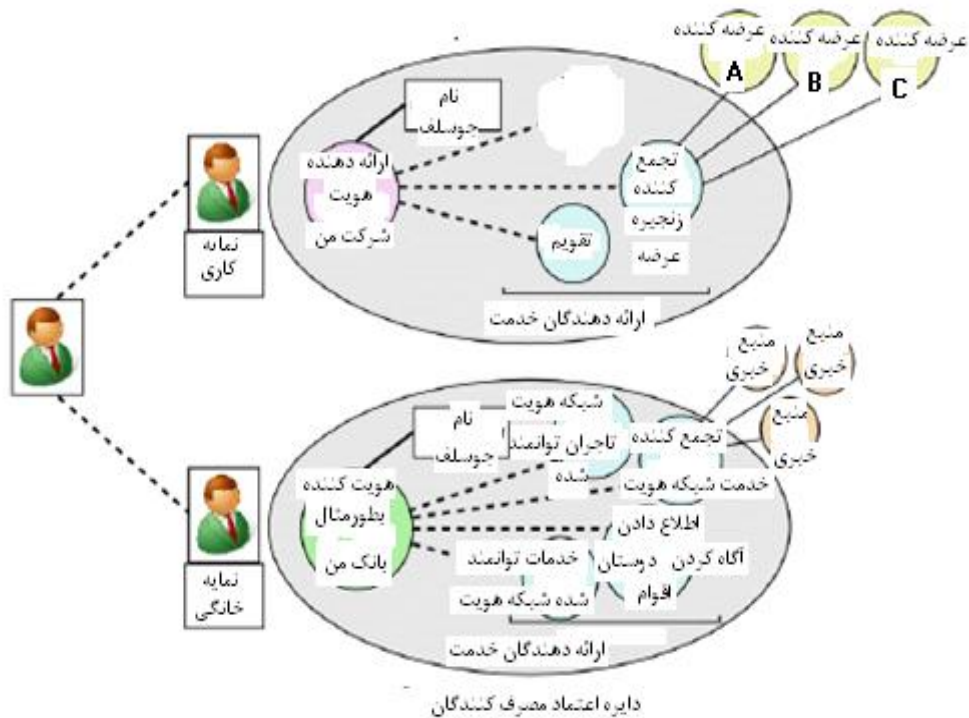 عرضه کننده
A
عرضه کننده
B
عرضه کننده
C
نام
جوسلف
ارائه دهنده
هویت
شرکت من
تجمع
کننده
زنجیره
عرضه
تقویم
ارائه دهندگان خدمت
نمایه
کاری
منبع
خبری
منبع
خبری
منبع
خبری
نام
جوسلف
شبکه هویت
تاجران توانمند
شده
تجمع کننده
خدمت شبکه هویت
هویت کننده
بطورمثال
بانک من
اطلاع دادن
آگاه کردن دوستان
اقوام
خدمات توانمند
شده شبکه هویت
ارائه دهندگان خدمت
نمایه
خانگی
دایره اعتماد مصرف کنندگان